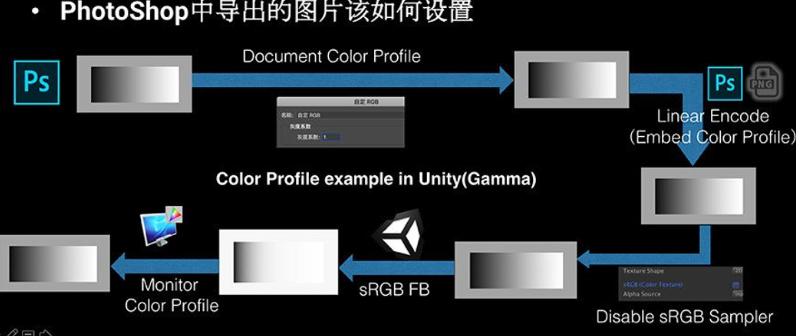 • PhotoShop中导出的图片该如何设置
Ps
Document Color Profile
自定 RGB
名称: 自定 RGB
灰度系数
灰度系数: 1
Ps
PNG
Linear Encode
(Embed Color Profile)
Color Profile example in Unity(Gamma)
Monitor
Color Profile
sRGB FB
Texture Shape
2D
sRGB (Color Texture)
Alpha Source
Disable sRGB Sampler